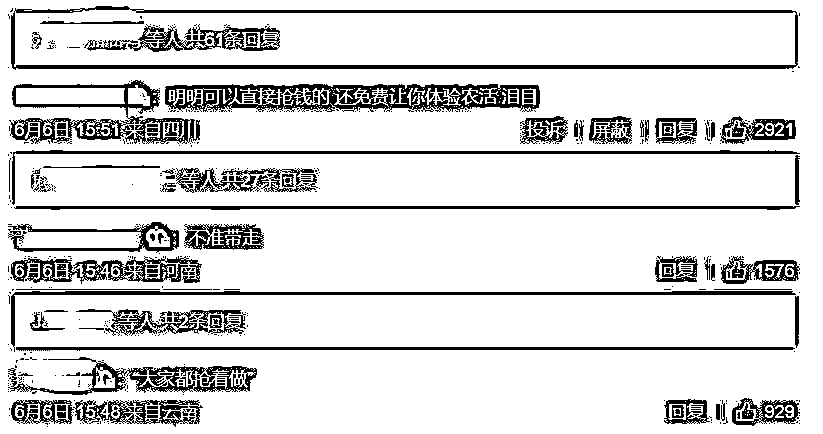 等人 共61条回复
明明可以直接抢钱的 还免费让你体验农活 泪目
6月6日 15:51 来自四川 投诉 | 屏蔽 | 回复 | 2921
等人 共27条回复
不准带走
6月6日 15:46 来自河南 回复 | 1576
等人 共2条回复
“大家都抢着做”
6月6日 15:48 来自云南 回复 | 929